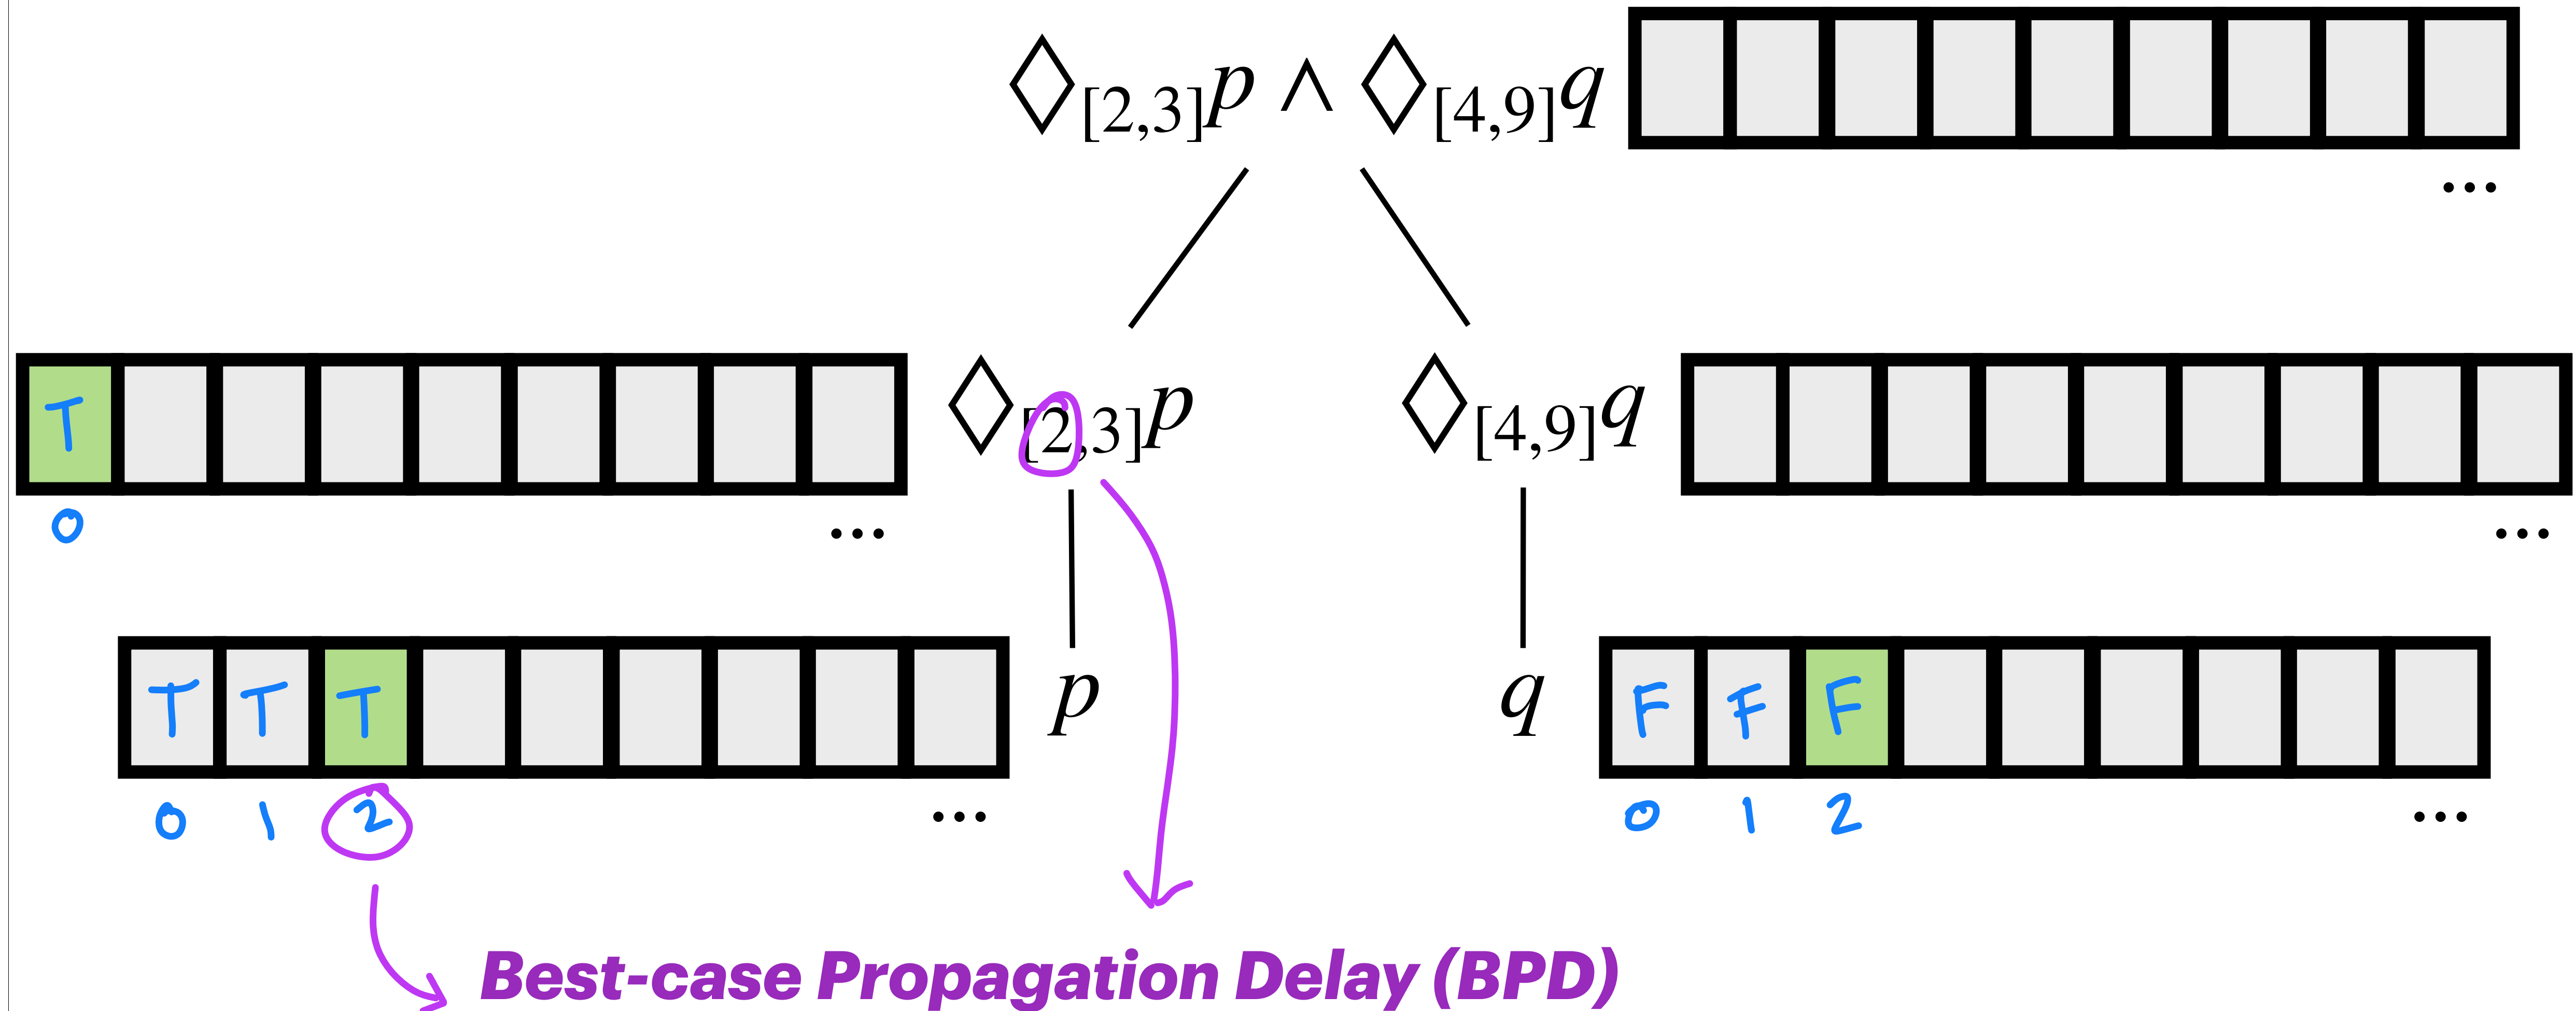 ◊[2,3]p ∧ ◊[4,9]q
...
T
◊[2,3]p
◊[4,9]q
0
...
...
T T T
p
q
F F F
0 1 2
...
0 1 2
...
Best-case Propagation Delay (BPD)